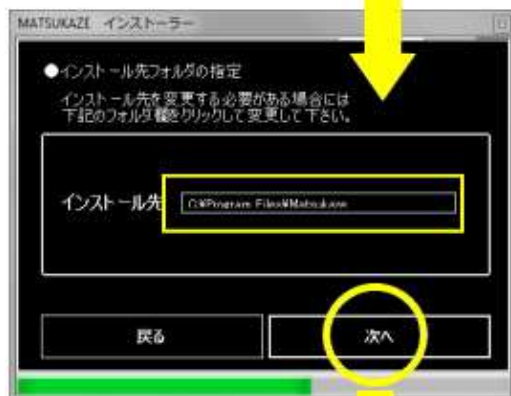 MATSUKAZE インストーラー
●インストール先フォルダの指定
インストール先を変更する必要がある場合には
下記のフォルダ欄をクリックして変更して下さい。
インストール先
C:¥Program Files¥Matsukaze
戻る
次へ